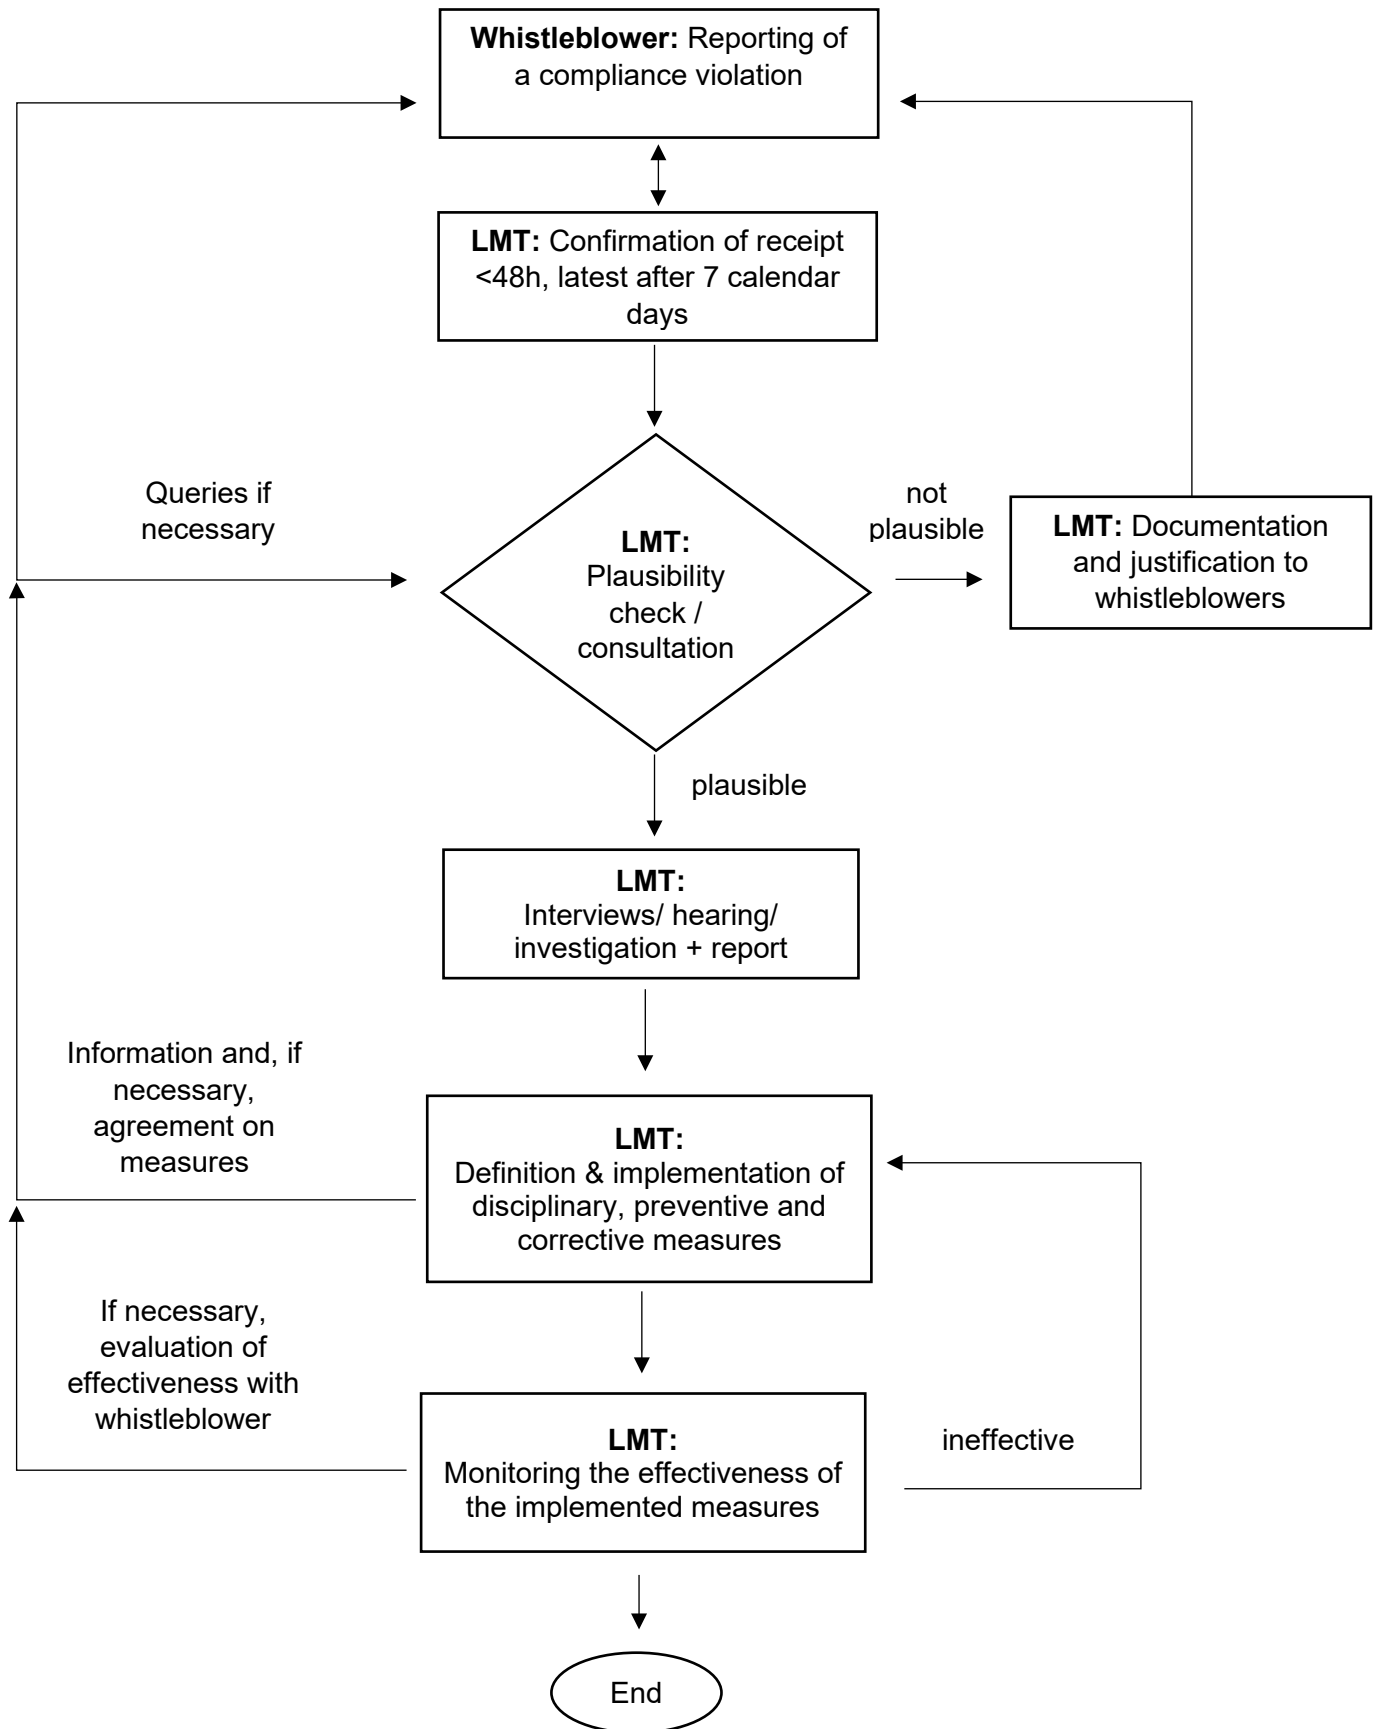 Whistleblower: Reporting of
a compliance violation
LMT: Confirmation of receipt
<48h, latest after 7 calendar
days
Queries if
necessary
LMT:
Plausibility
check /
consultation
not
plausible
LMT: Documentation
and justification to
whistleblowers
plausible
LMT:
Interviews/ hearing/
investigation + report
Information and, if
necessary,
agreement on
measures
LMT:
Definition & implementation of
disciplinary, preventive and
corrective measures
If necessary,
evaluation of
effectiveness with
whistleblower
LMT:
Monitoring the effectiveness of
the implemented measures
ineffective
End